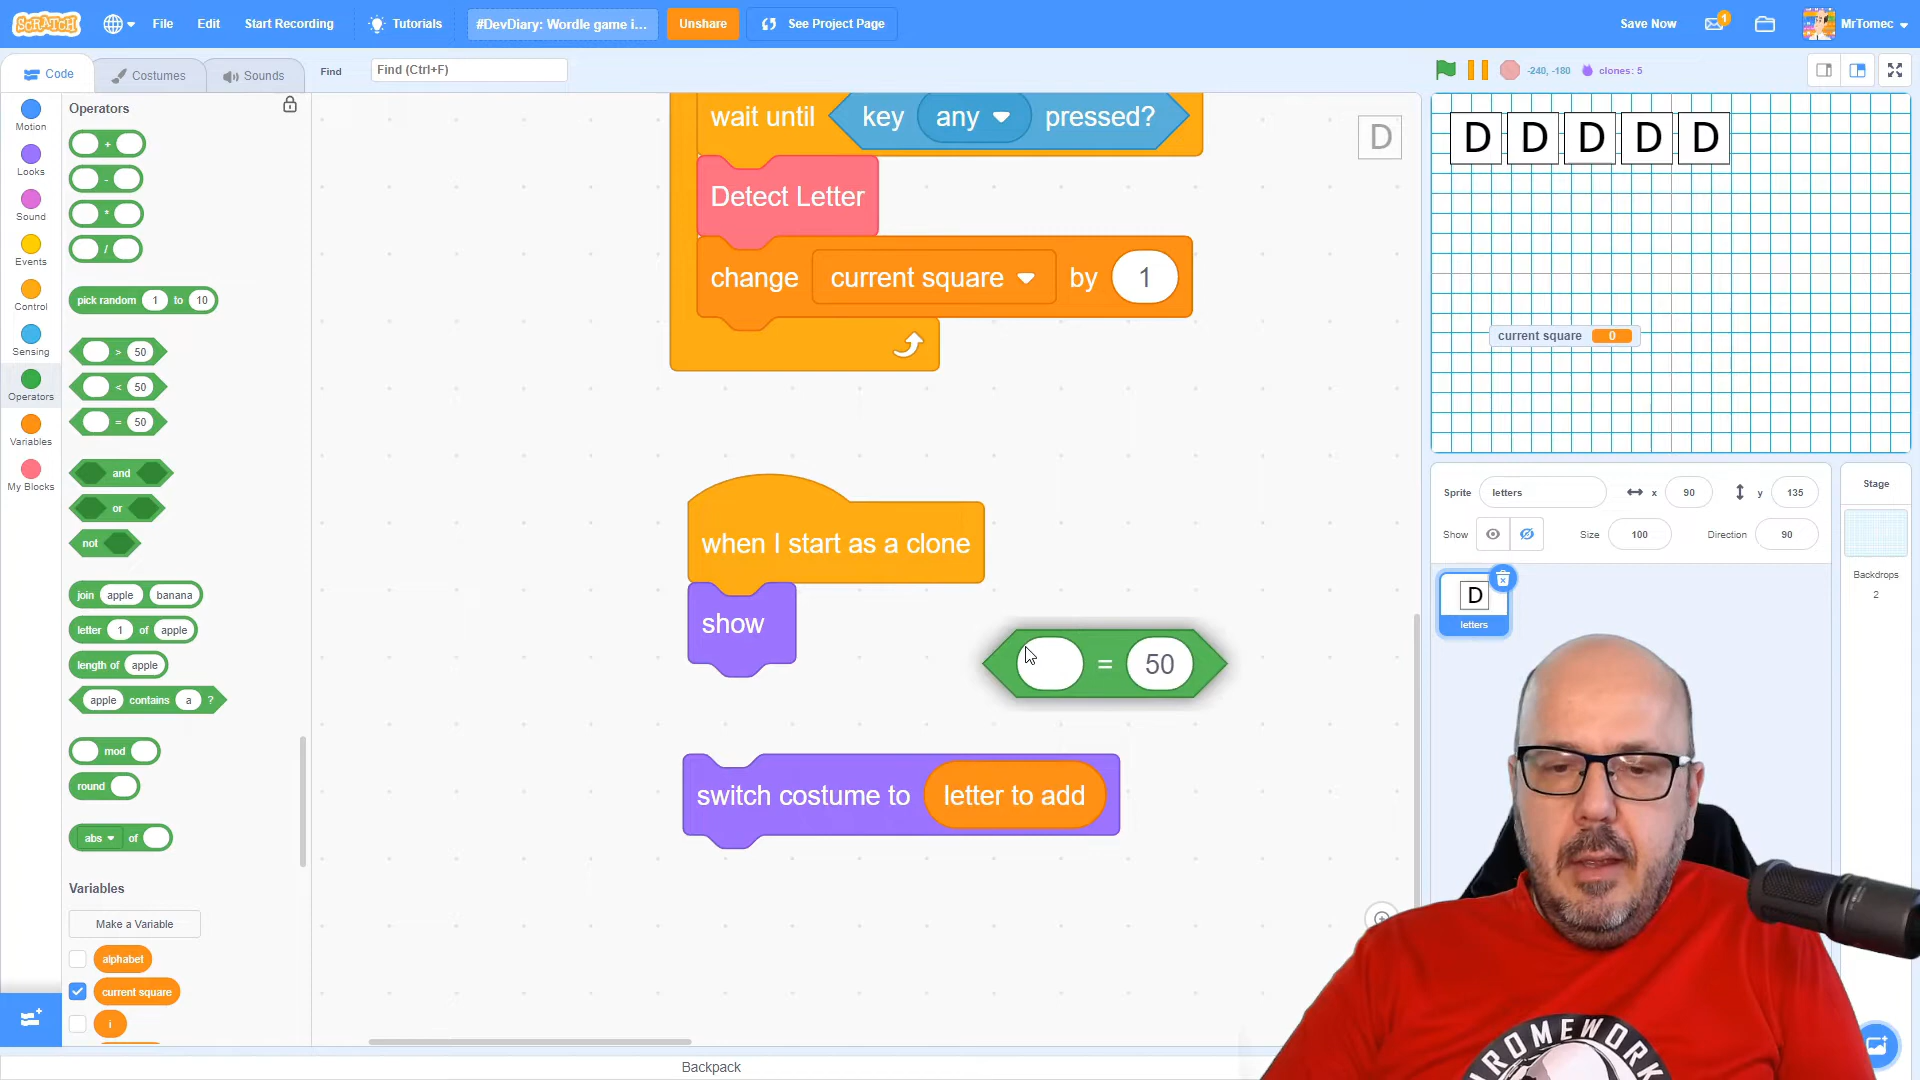 SCRATCH
File
Edit
Start Recording
Tutorials
#DevDiary: Wordle game i...
Unshare
See Project Page
Save Now
1
MrTomec
Code
Costumes
Sounds
Find
Find (Ctrl+F)
-240, -180
clones: 5
Motion
Looks
Sound
Events
Control
Sensing
Operators
Variables
My Blocks
Operators
+
-
*
/
pick random 1 to 10
> 50
< 50
= 50
and
or
not
join apple banana
letter 1 of apple
length of apple
apple contains a ?
mod
round
abs of
Variables
Make a Variable
alphabet
current square
i
wait until key any pressed?
Detect Letter
change current square by 1
when I start as a clone
show
= 50
switch costume to letter to add
D
Backpack
D D D D D
current square 0
Sprite letters x 90 y 135
Show Size 100 Direction 90
D
letters
Stage
Backdrops
2